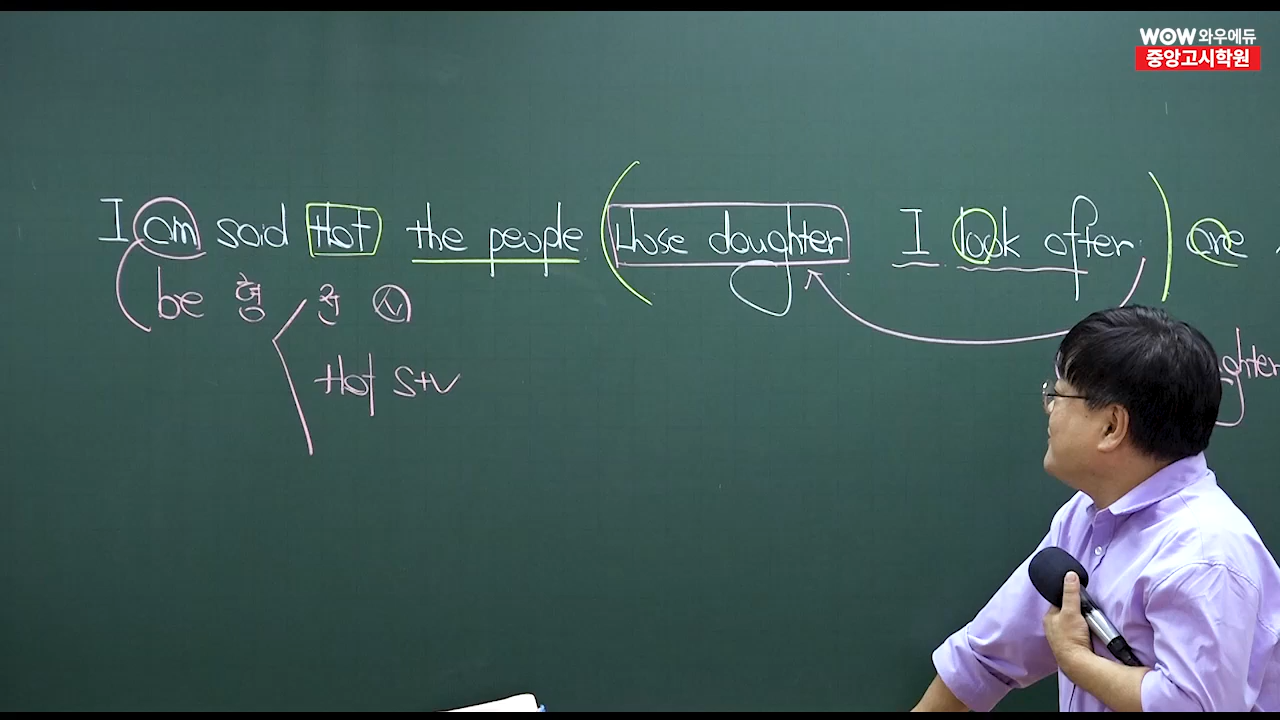 WOW 와우에듀
중앙고시학원
I am said that the people (whose daughter I look after) are
be 형
that S+V
ghter